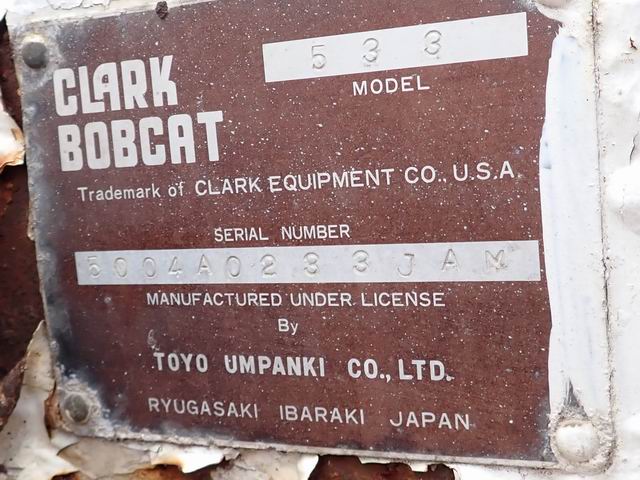 533
MODEL
CLARK
BOBCAT
Trademark of CLARK EQUIPMENT CO., U.S.A.
SERIAL NUMBER
5004A0233JAM
MANUFACTURED UNDER LICENSE
By
TOYO UMPANKI CO., LTD.
RYUGASAKI IBARAKI JAPAN